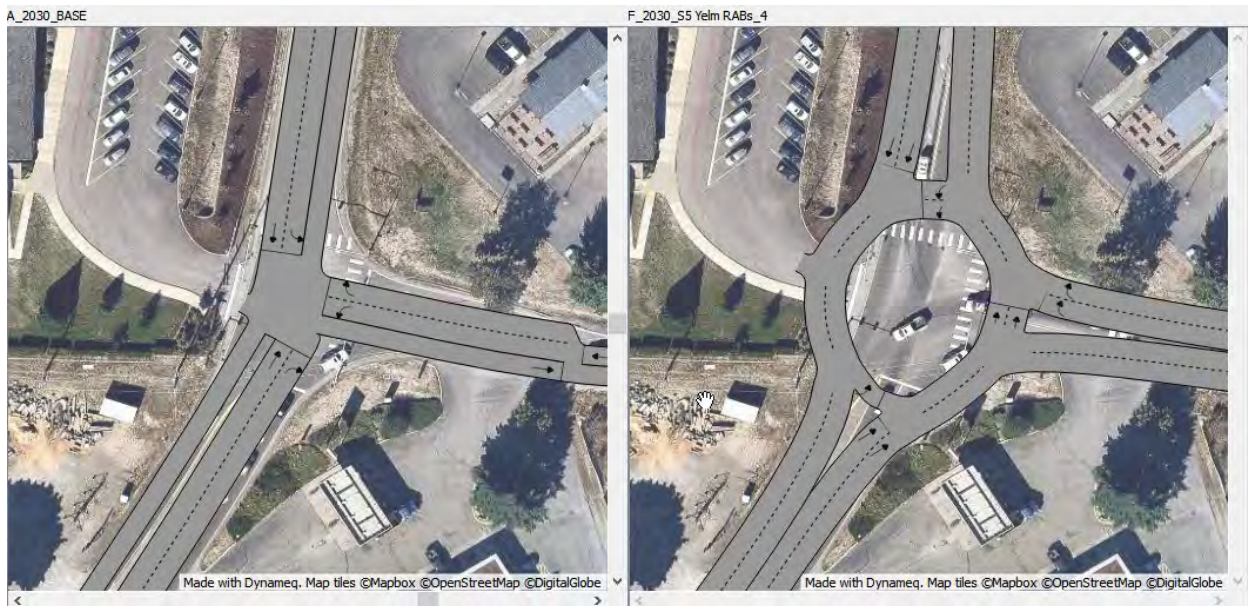 A_2030_BASE
F_2030_S5 Yelm RABs_4
Made with Dynameq. Map tiles ©Mapbox ©OpenStreetMap ©DigitalGlobe
Made with Dynameq. Map tiles ©Mapbox ©OpenStreetMap ©DigitalGlobe